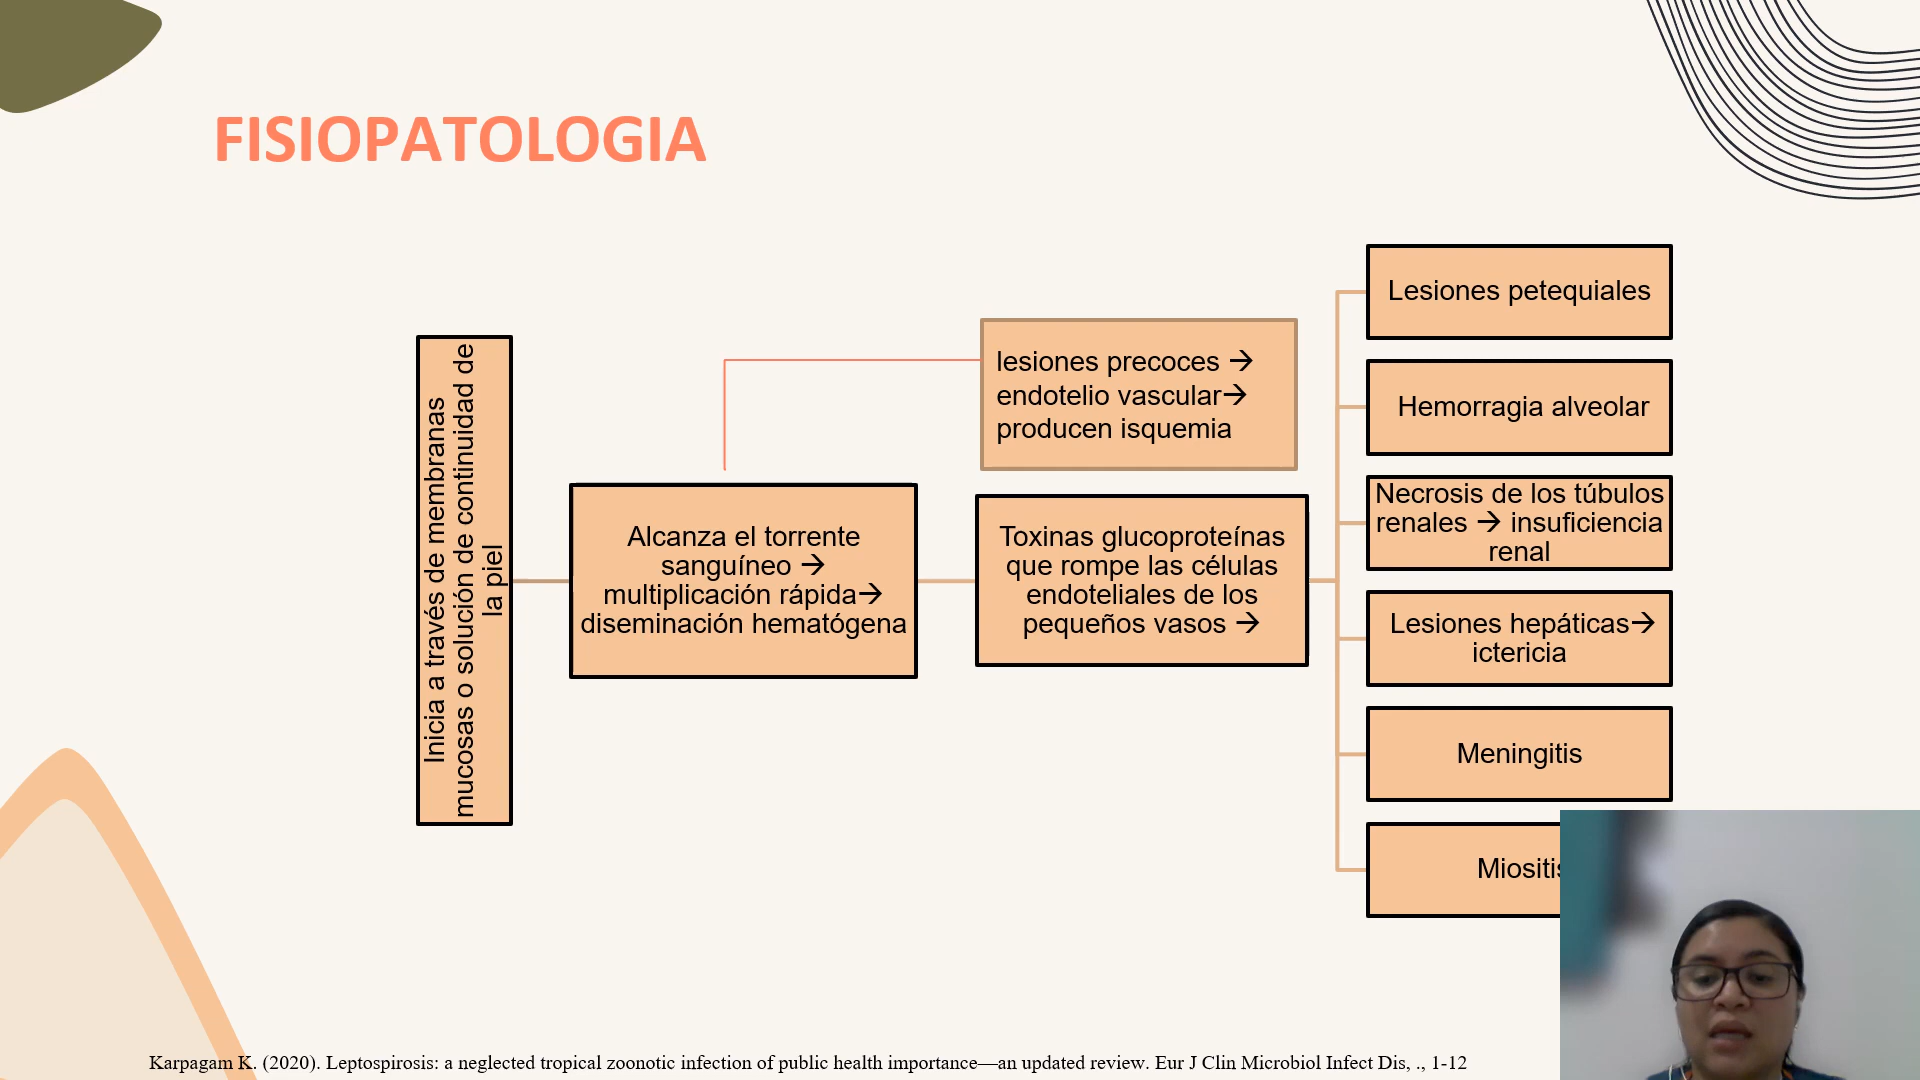 FISIOPATOLOGIA
Inicia a través de membranas
mucosas o solución de continuidad de
la piel
Alcanza el torrente
sanguíneo →
multiplicación rápida→
diseminación hematógena
lesiones precoces →
endotelio vascular→
producen isquemia
Toxinas glucoproteínas
que rompe las células
endoteliales de los
pequeños vasos →
Lesiones petequiales
Hemorragia alveolar
Necrosis de los túbulos
renales → insuficiencia
renal
Lesiones hepáticas→
ictericia
Meningitis
Miositis
Karpagam K. (2020). Leptospirosis: a neglected tropical zoonotic infection of public health importance—an updated review. Eur J Clin Microbiol Infect Dis, ., 1-12